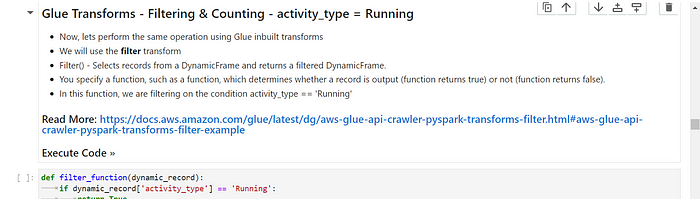 Glue Transforms - Filtering & Counting - activity_type = Running
Now, lets perform the same operation using Glue inbuilt transforms
We will use the filter transform
Filter() - Selects records from a DynamicFrame and returns a filtered DynamicFrame.
You specify a function, such as a function, which determines whether a record is output (function returns true) or not (function returns false).
In this function, we are filtering on the condition activity_type == 'Running'
Read More: https://docs.aws.amazon.com/glue/latest/dg/aws-glue-api-crawler-pyspark-transforms-filter.html#aws-glue-api-
crawler-pyspark-transforms-filter-example
Execute Code »
[ ]: def filter_function(dynamic_record):
if dynamic_record['activity_type'] == 'Running':
return True